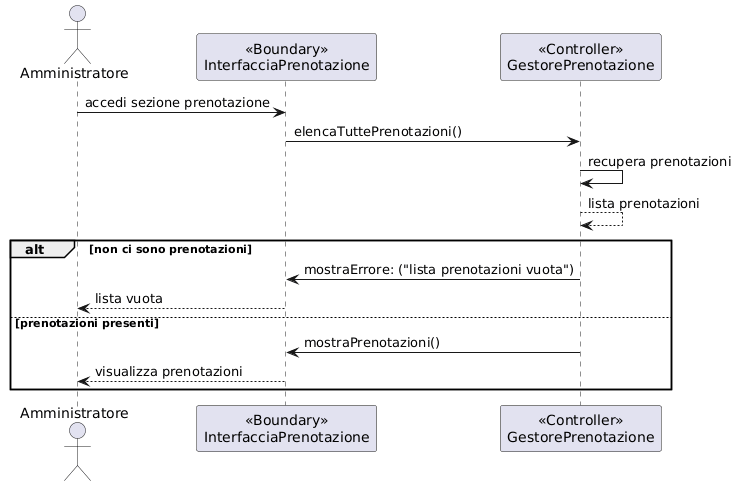 «Boundary»
InterfacciaPrenotazione
«Controller»
GestorePrenotazione
Amministratore
accedi sezione prenotazione
elencaTuttePrenotazioni()
recupera prenotazioni
lista prenotazioni
alt
[non ci sono prenotazioni]
mostraErrore: ("lista prenotazioni vuota")
lista vuota
[prenotazioni presenti]
mostraPrenotazioni()
visualizza prenotazioni
Amministratore
«Boundary»
InterfacciaPrenotazione
«Controller»
GestorePrenotazione